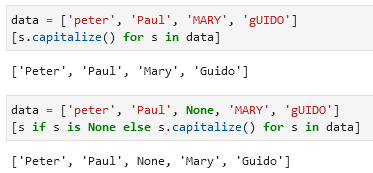 data = ['peter', 'Paul', 'MARY', 'gUIDO']
[s.capitalize() for s in data]
['Peter', 'Paul', 'Mary', 'Guido']
data = ['peter', 'Paul', None, 'MARY', 'gUIDO']
[s if s is None else s.capitalize() for s in data]
['Peter', 'Paul', None, 'Mary', 'Guido']